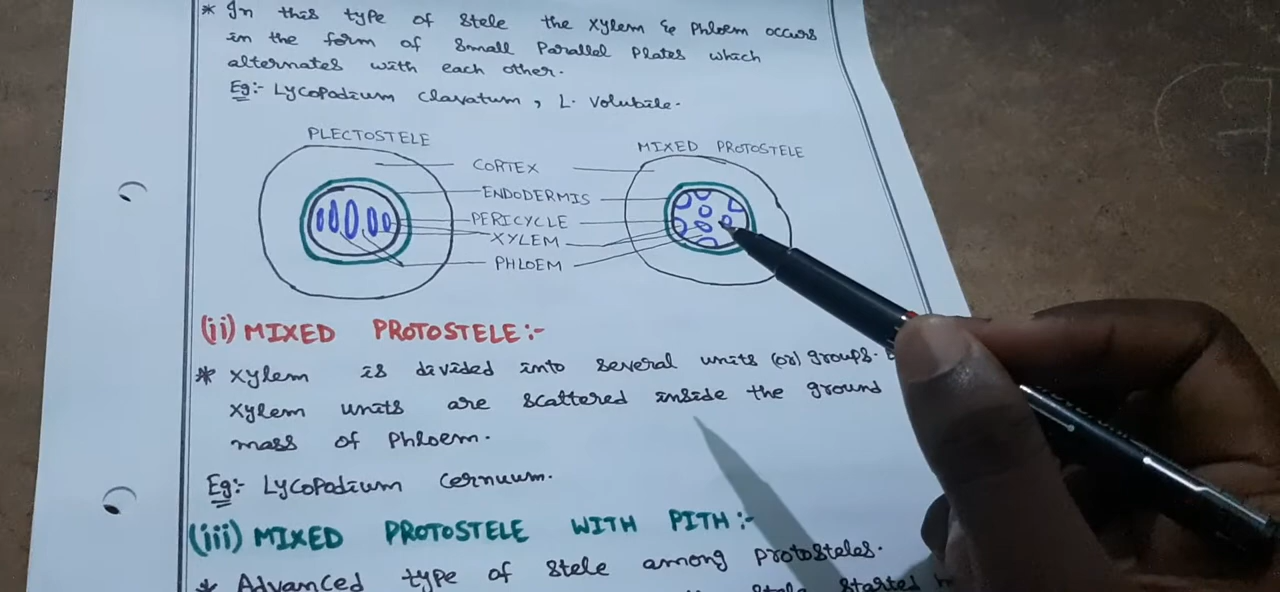 * In this type of stele the xylem & Phloem occurs
in the form of small Parallel Plates which
alternates with each other.
Eg:- Lycopodium clavatum, L. volubile.
PLECTOSTELE
MIXED PROTOSTELE
CORTEX
ENDODERMIS
PERICYCLE
XYLEM
PHLOEM
(ii) MIXED PROTOSTELE:-
* Xylem is divided into several units (or) groups.
Xylem units are scattered inside the ground
mass of Phloem.
Eg:- Lycopodium cernuum.
(iii) MIXED PROTOSTELE WITH PITH:-
* Advanced type of stele among protosteles.
stele started